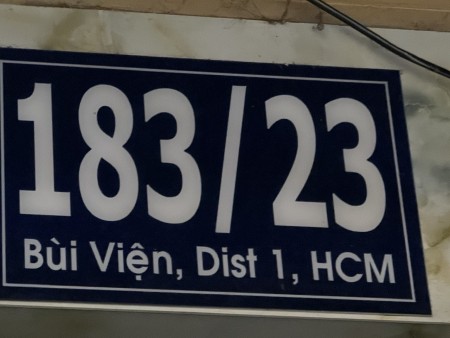 183/23
Bùi Viện, Dist 1, HCM